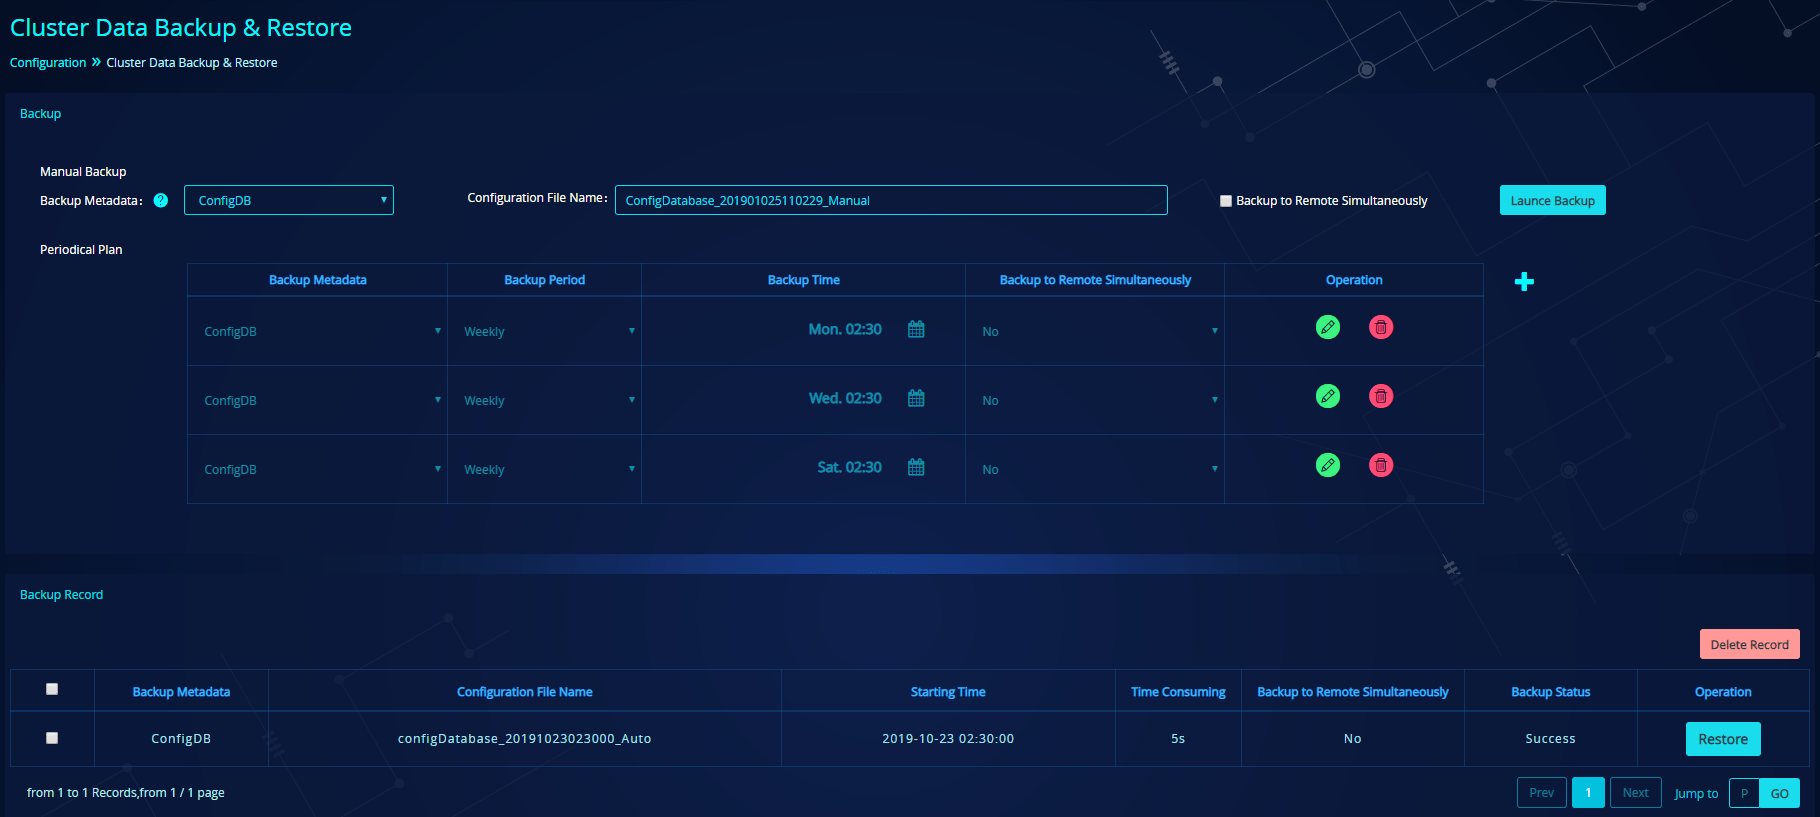 Cluster Data Backup & Restore
Configuration » Cluster Data Backup & Restore
Backup
Manual Backup
Backup Metadata: ? ConfigDB Configuration File Name: ConfigDatabase_201901025110229_Manual Backup to Remote Simultaneously Launce Backup
Periodical Plan
Backup Metadata Backup Period Backup Time Backup to Remote Simultaneously Operation
ConfigDB Weekly Mon. 02:30 No
ConfigDB Weekly Wed. 02:30 No
ConfigDB Weekly Sat. 02:30 No
Backup Record
Delete Record
Backup Metadata Configuration File Name Starting Time Time Consuming Backup to Remote Simultaneously Backup Status Operation
ConfigDB configDatabase_20191023023000_Auto 2019-10-23 02:30:00 5s No Success Restore
from 1 to 1 Records,from 1 / 1 page Prev 1 Next Jump to P GO